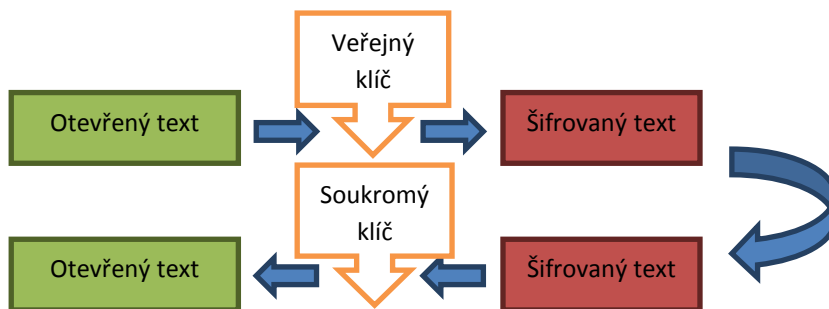 Veřejný
klíč
Otevřený text
Šifrovaný text
Soukromý
klíč
Otevřený text
Šifrovaný text